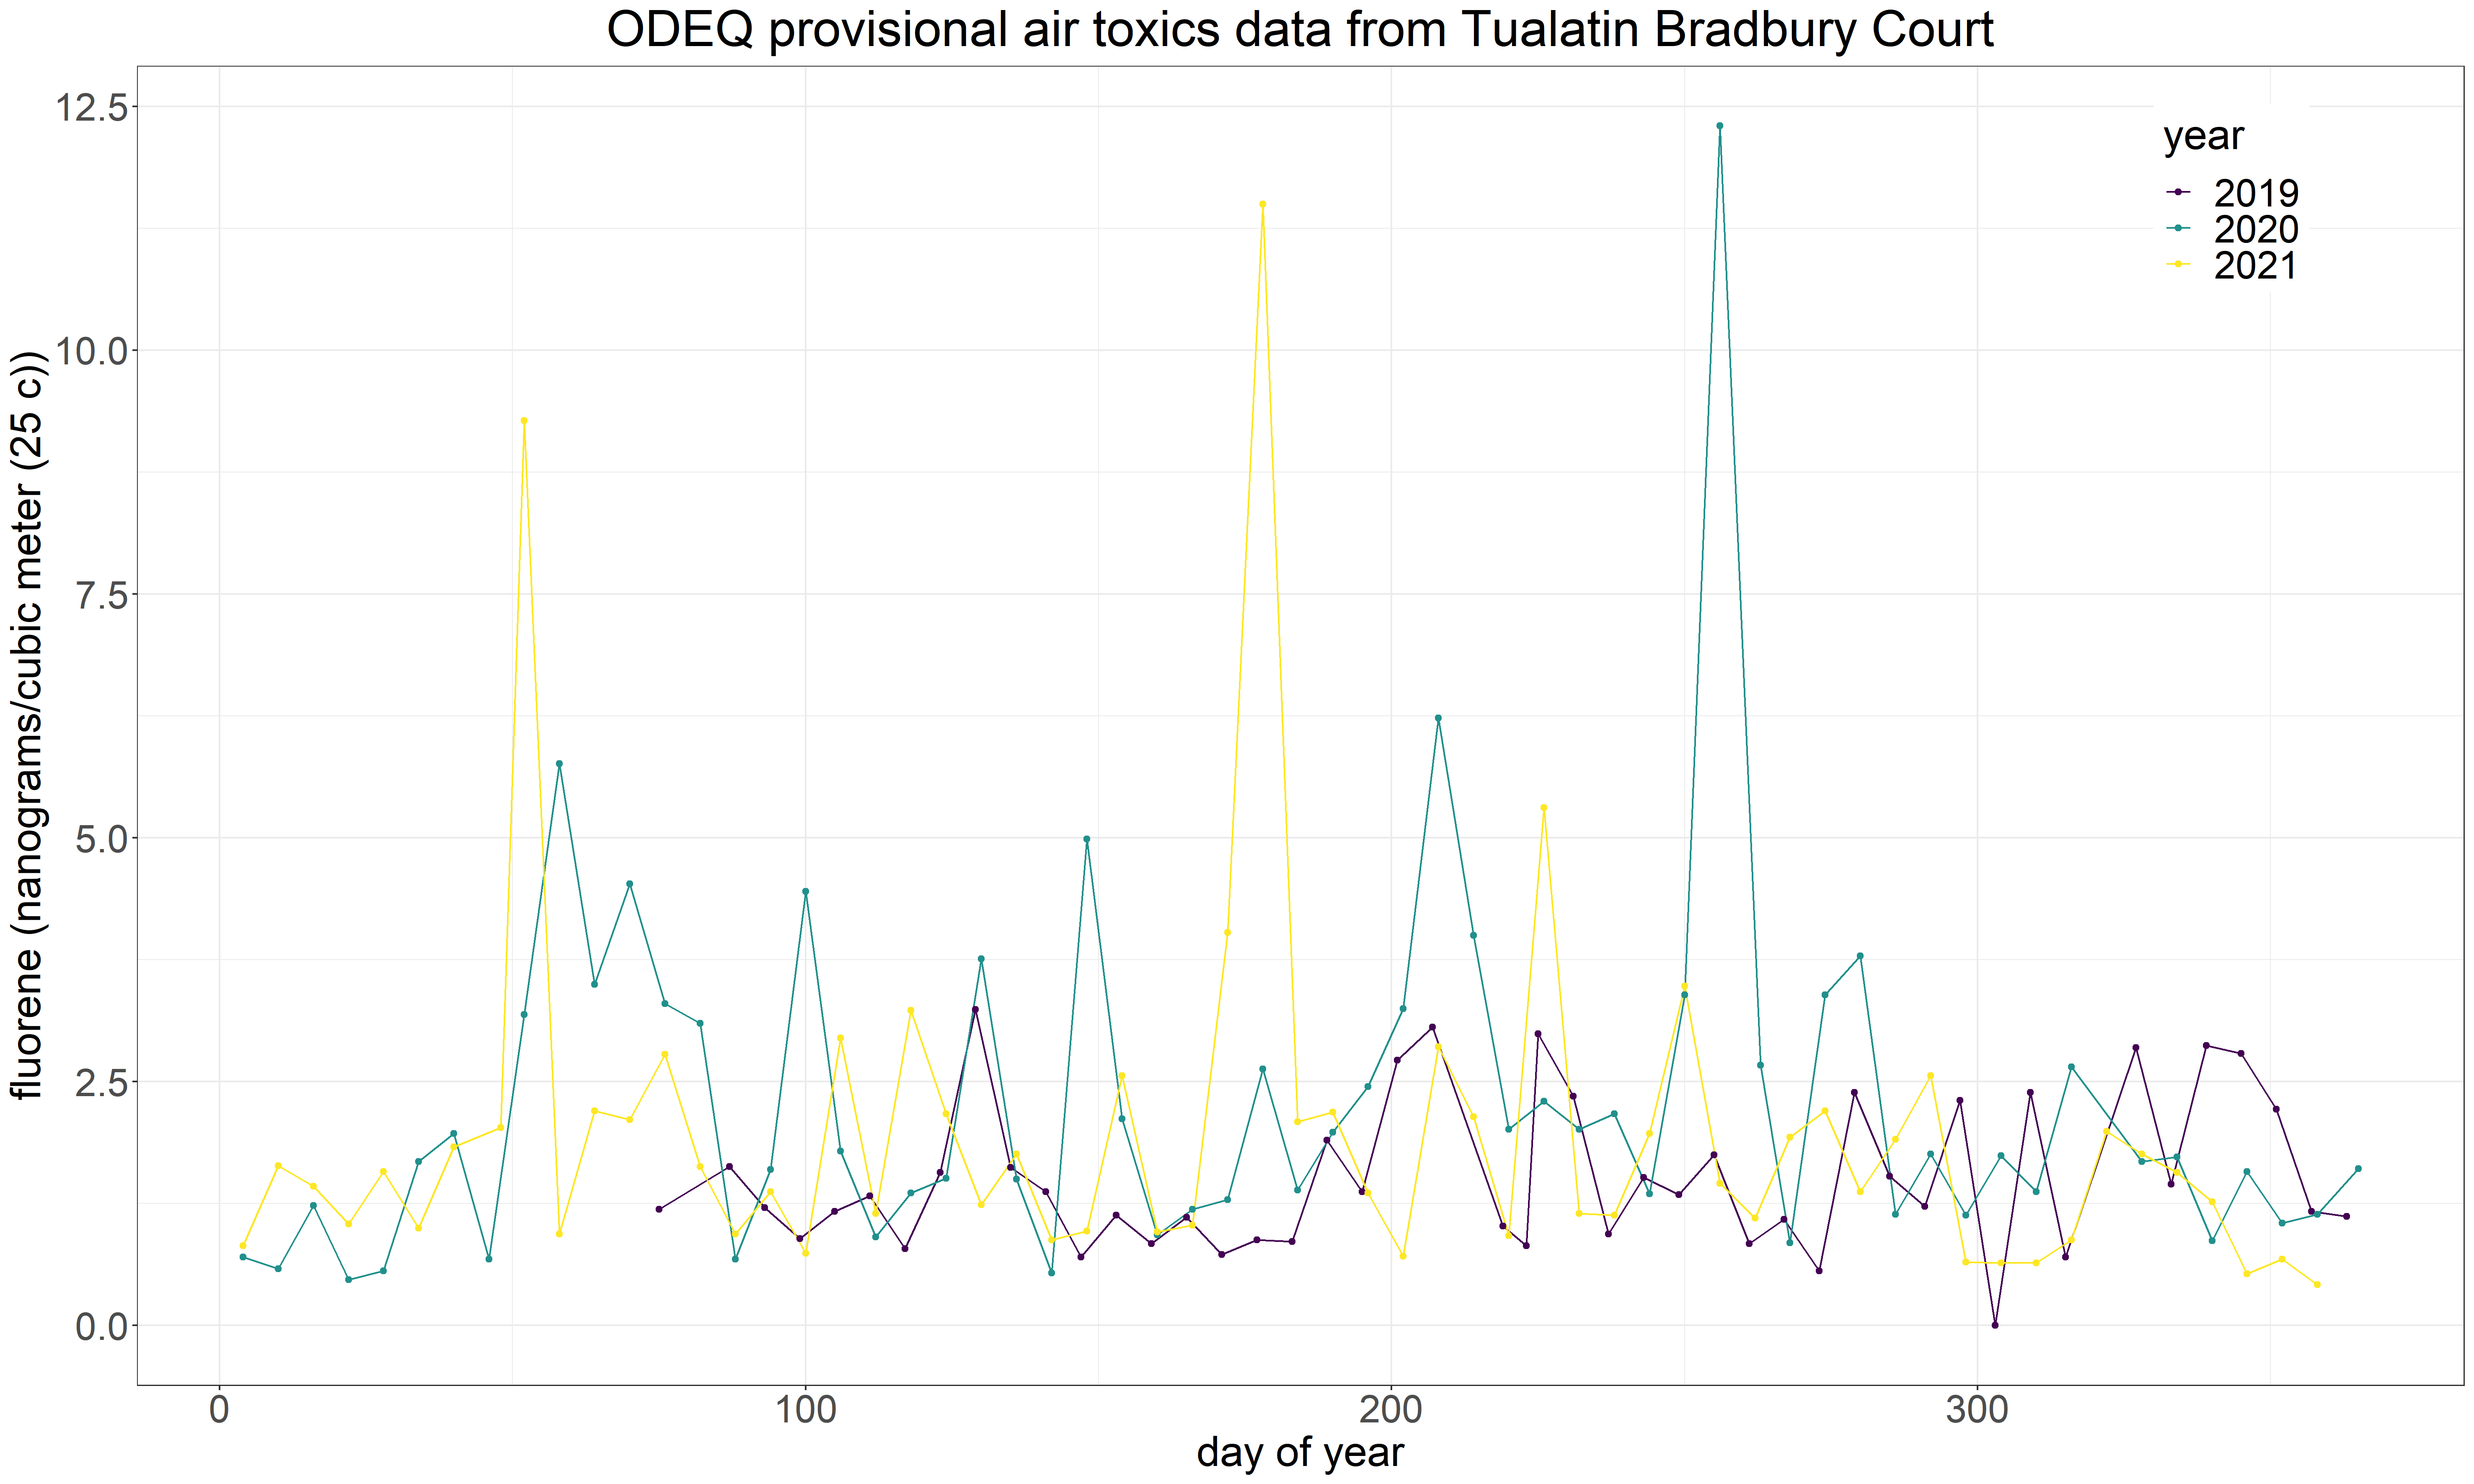 ODEQ provisional air toxics data from Tualatin Bradbury Court
fluorene (nanograms/cubic meter (25 c))
12.5
10.0
7.5
5.0
2.5
0.0
year
2019
2020
2021
0 100 200 300
day of year